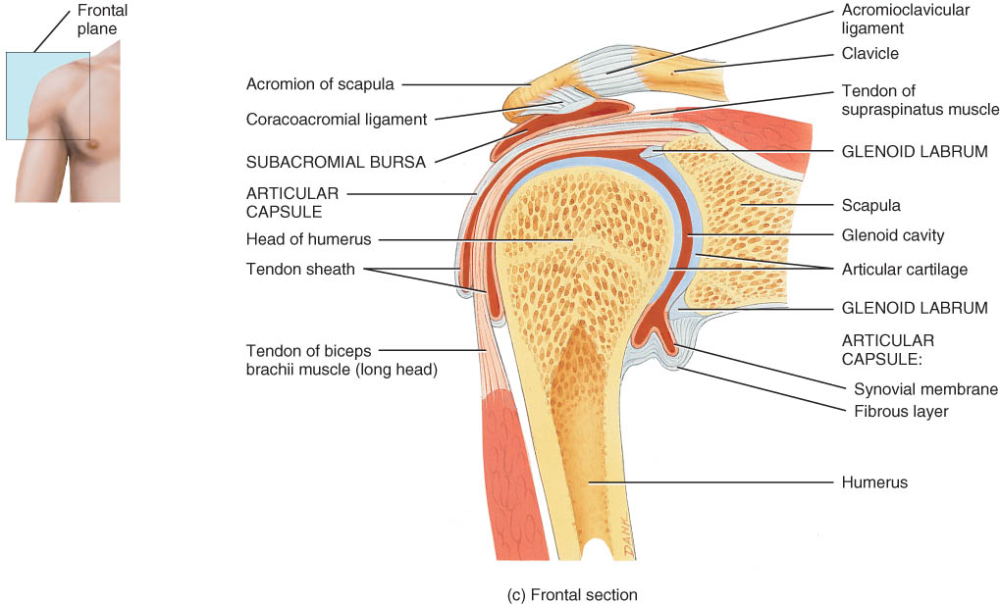 Frontal
plane
Acromion of scapula
Coracoacromial ligament
SUBACROMIAL BURSA
ARTICULAR
CAPSULE
Head of humerus
Tendon sheath
Tendon of biceps
brachii muscle (long head)
Acromioclavicular
ligament
Clavicle
Tendon of
supraspinatus muscle
GLENOID LABRUM
Scapula
Glenoid cavity
Articular cartilage
GLENOID LABRUM
ARTICULAR
CAPSULE:
Synovial membrane
Fibrous layer
Humerus
DANK
(c) Frontal section